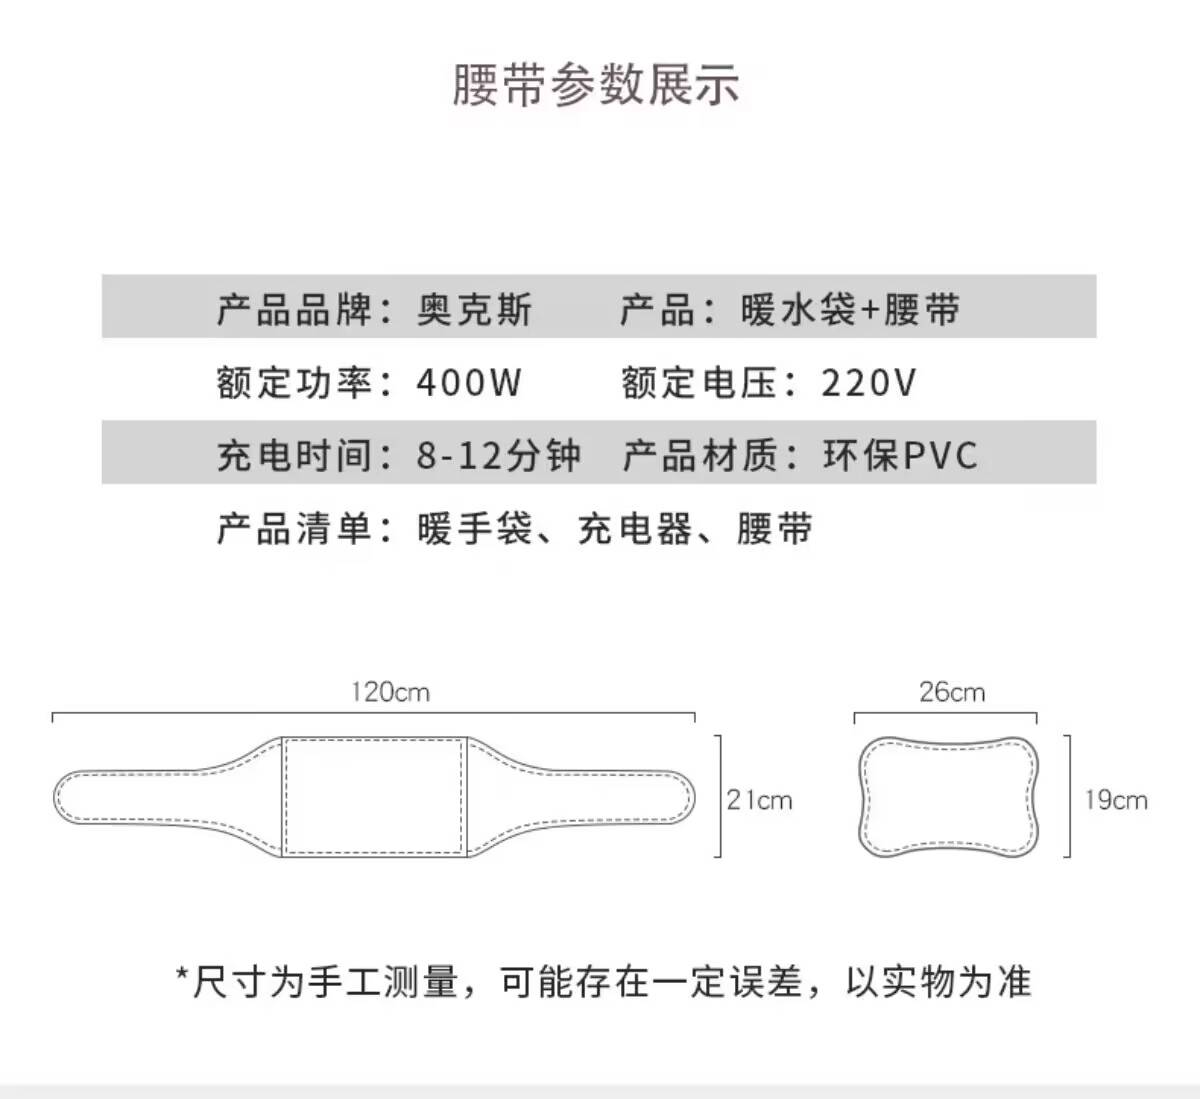 腰带参数展示
产品品牌：奥克斯 产品：暖水袋+腰带
额定功率：400W 额定电压：220V
充电时间：8-12分钟 产品材质：环保PVC
产品清单：暖手袋、充电器、腰带
120cm 26cm
21cm 19cm
*尺寸为手工测量，可能存在一定误差，以实物为准